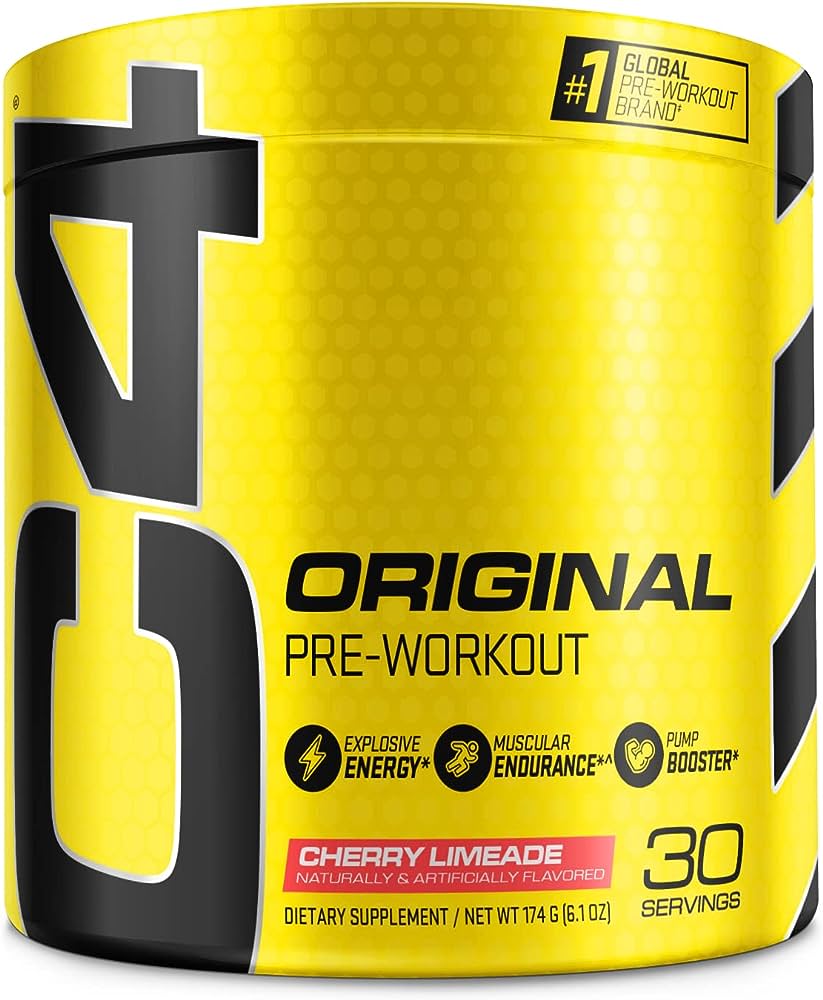 C4
®
#1
GLOBAL
PRE-WORKOUT
BRAND‡
ORIGINAL
PRE-WORKOUT
EXPLOSIVE
ENERGY*
MUSCULAR
ENDURANCE*^
PUMP
BOOSTER*
CHERRY LIMEADE
NATURALLY & ARTIFICIALLY FLAVORED
30
SERVINGS
DIETARY SUPPLEMENT / NET WT 174 G (6.1 OZ)